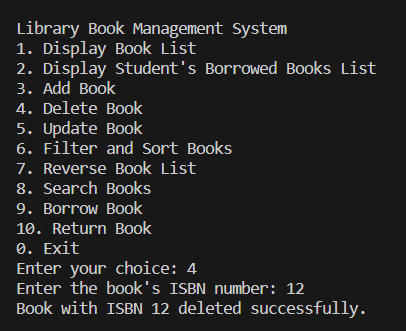 Library Book Management System
1. Display Book List
2. Display Student's Borrowed Books List
3. Add Book
4. Delete Book
5. Update Book
6. Filter and Sort Books
7. Reverse Book List
8. Search Books
9. Borrow Book
10. Return Book
0. Exit
Enter your choice: 4
Enter the book's ISBN number: 12
Book with ISBN 12 deleted successfully.